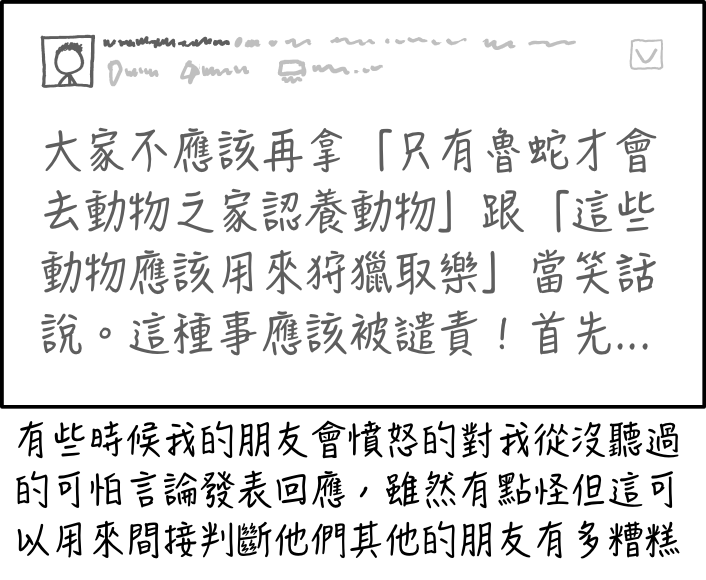 大家不應該再拿「只有魯蛇才會
去動物之家認養動物」跟「這些
動物應該用來狩獵取樂」當笑話
說。這種事應該被譴責！首先...
有些時候我的朋友會憤怒的對我從沒聽過
的可怕言論發表回應，雖然有點怪但這可
以用來間接判斷他們其他的朋友有多糟糕